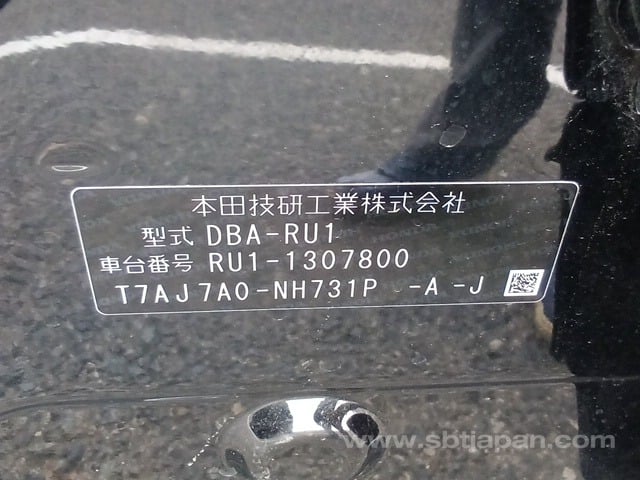 本田技研工業株式会社
型式 DBA-RU1
車台番号 RU1-1307800
T7AJ7A0-NH731P -A -J
www.sbtjapan.com